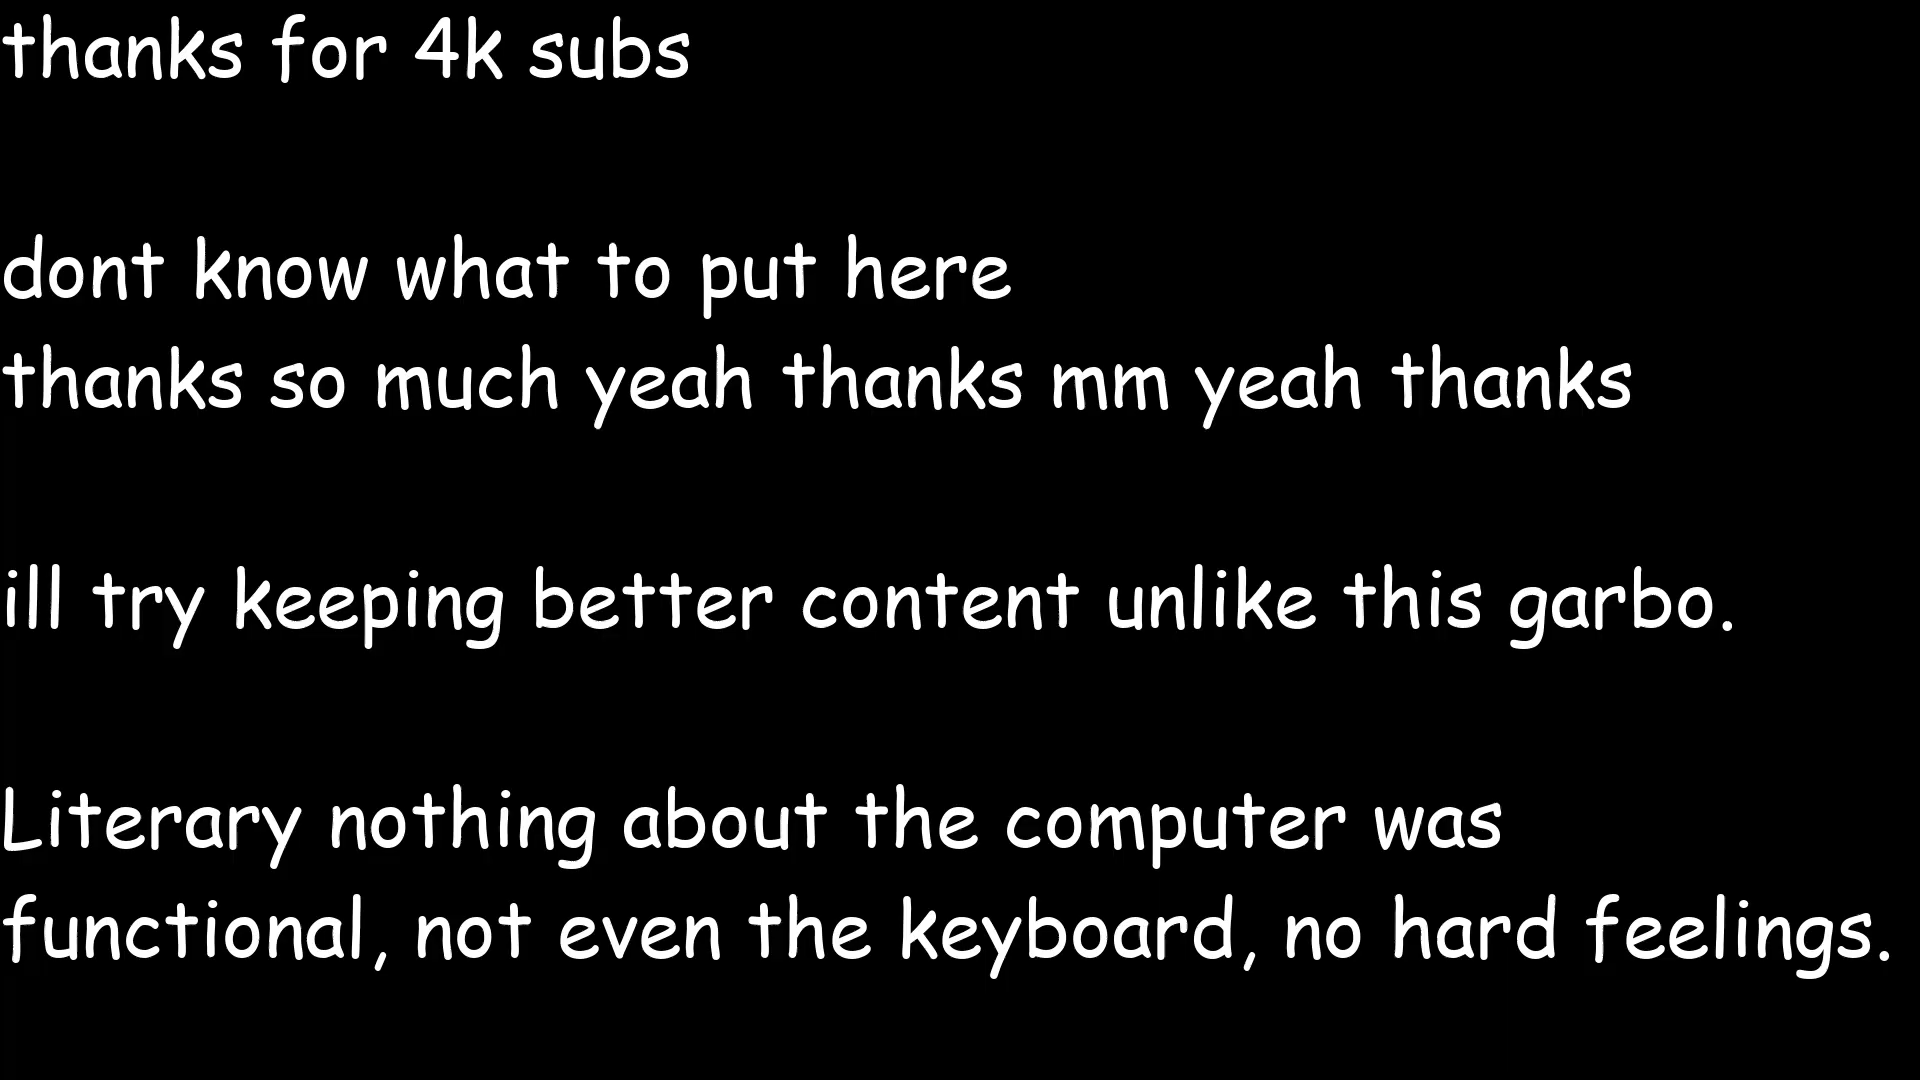 thanks for 4k subs
dont know what to put here
thanks so much yeah thanks mm yeah thanks
ill try keeping better content unlike this garbo.
Literary nothing about the computer was
functional, not even the keyboard, no hard feelings.